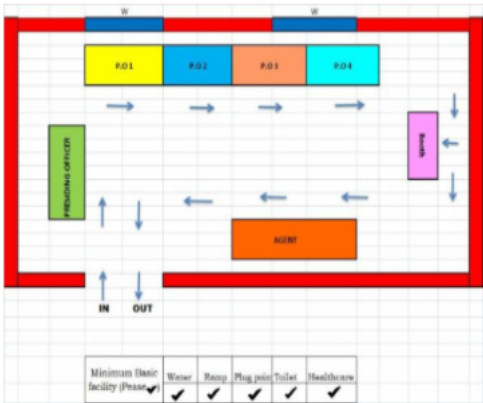 W W
P.O 1 P.O 2 P.O 3 P.O 4
Booth
PRESIDING OFFICER
AGENT
IN OUT
Minimum Basic Water Ramp Plug poin Toilet Healthcare
facility (Pease ✔)